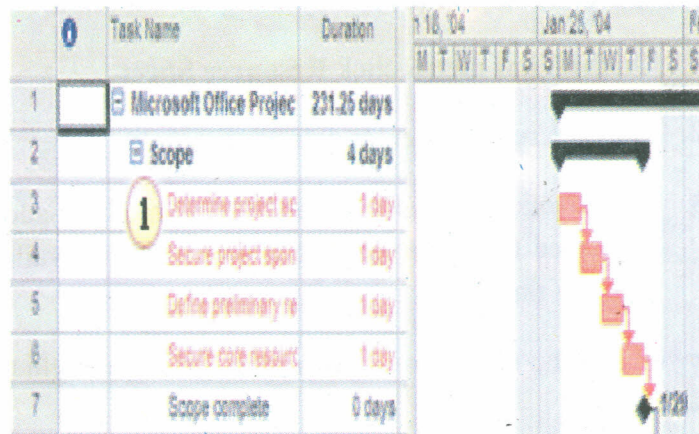 Task Name Duration n 18, '04 Jan 25, '04 F
M T W T F S S M T W T F S S
1 Microsoft Office Projec 231.25 days
2 Scope 4 days
3 Determine project sc 1 day
1
4 Secure project spon 1 day
5 Define preliminary re 1 day
6 Secure core resourc 1 day
7 Scope complete 0 days 1/29